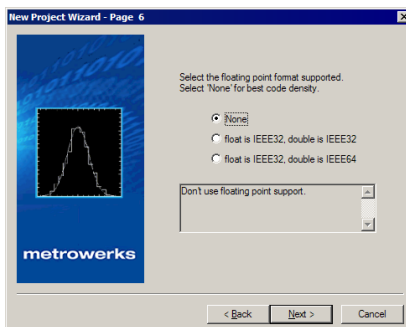 New Project Wizard - Page 6
Select the floating point format supported.
Select 'None' for best code density.
None
float is IEEE32, double is IEEE32
float is IEEE32, double is IEEE64
Don't use floating point support.
metrowerks
< Back
Next >
Cancel